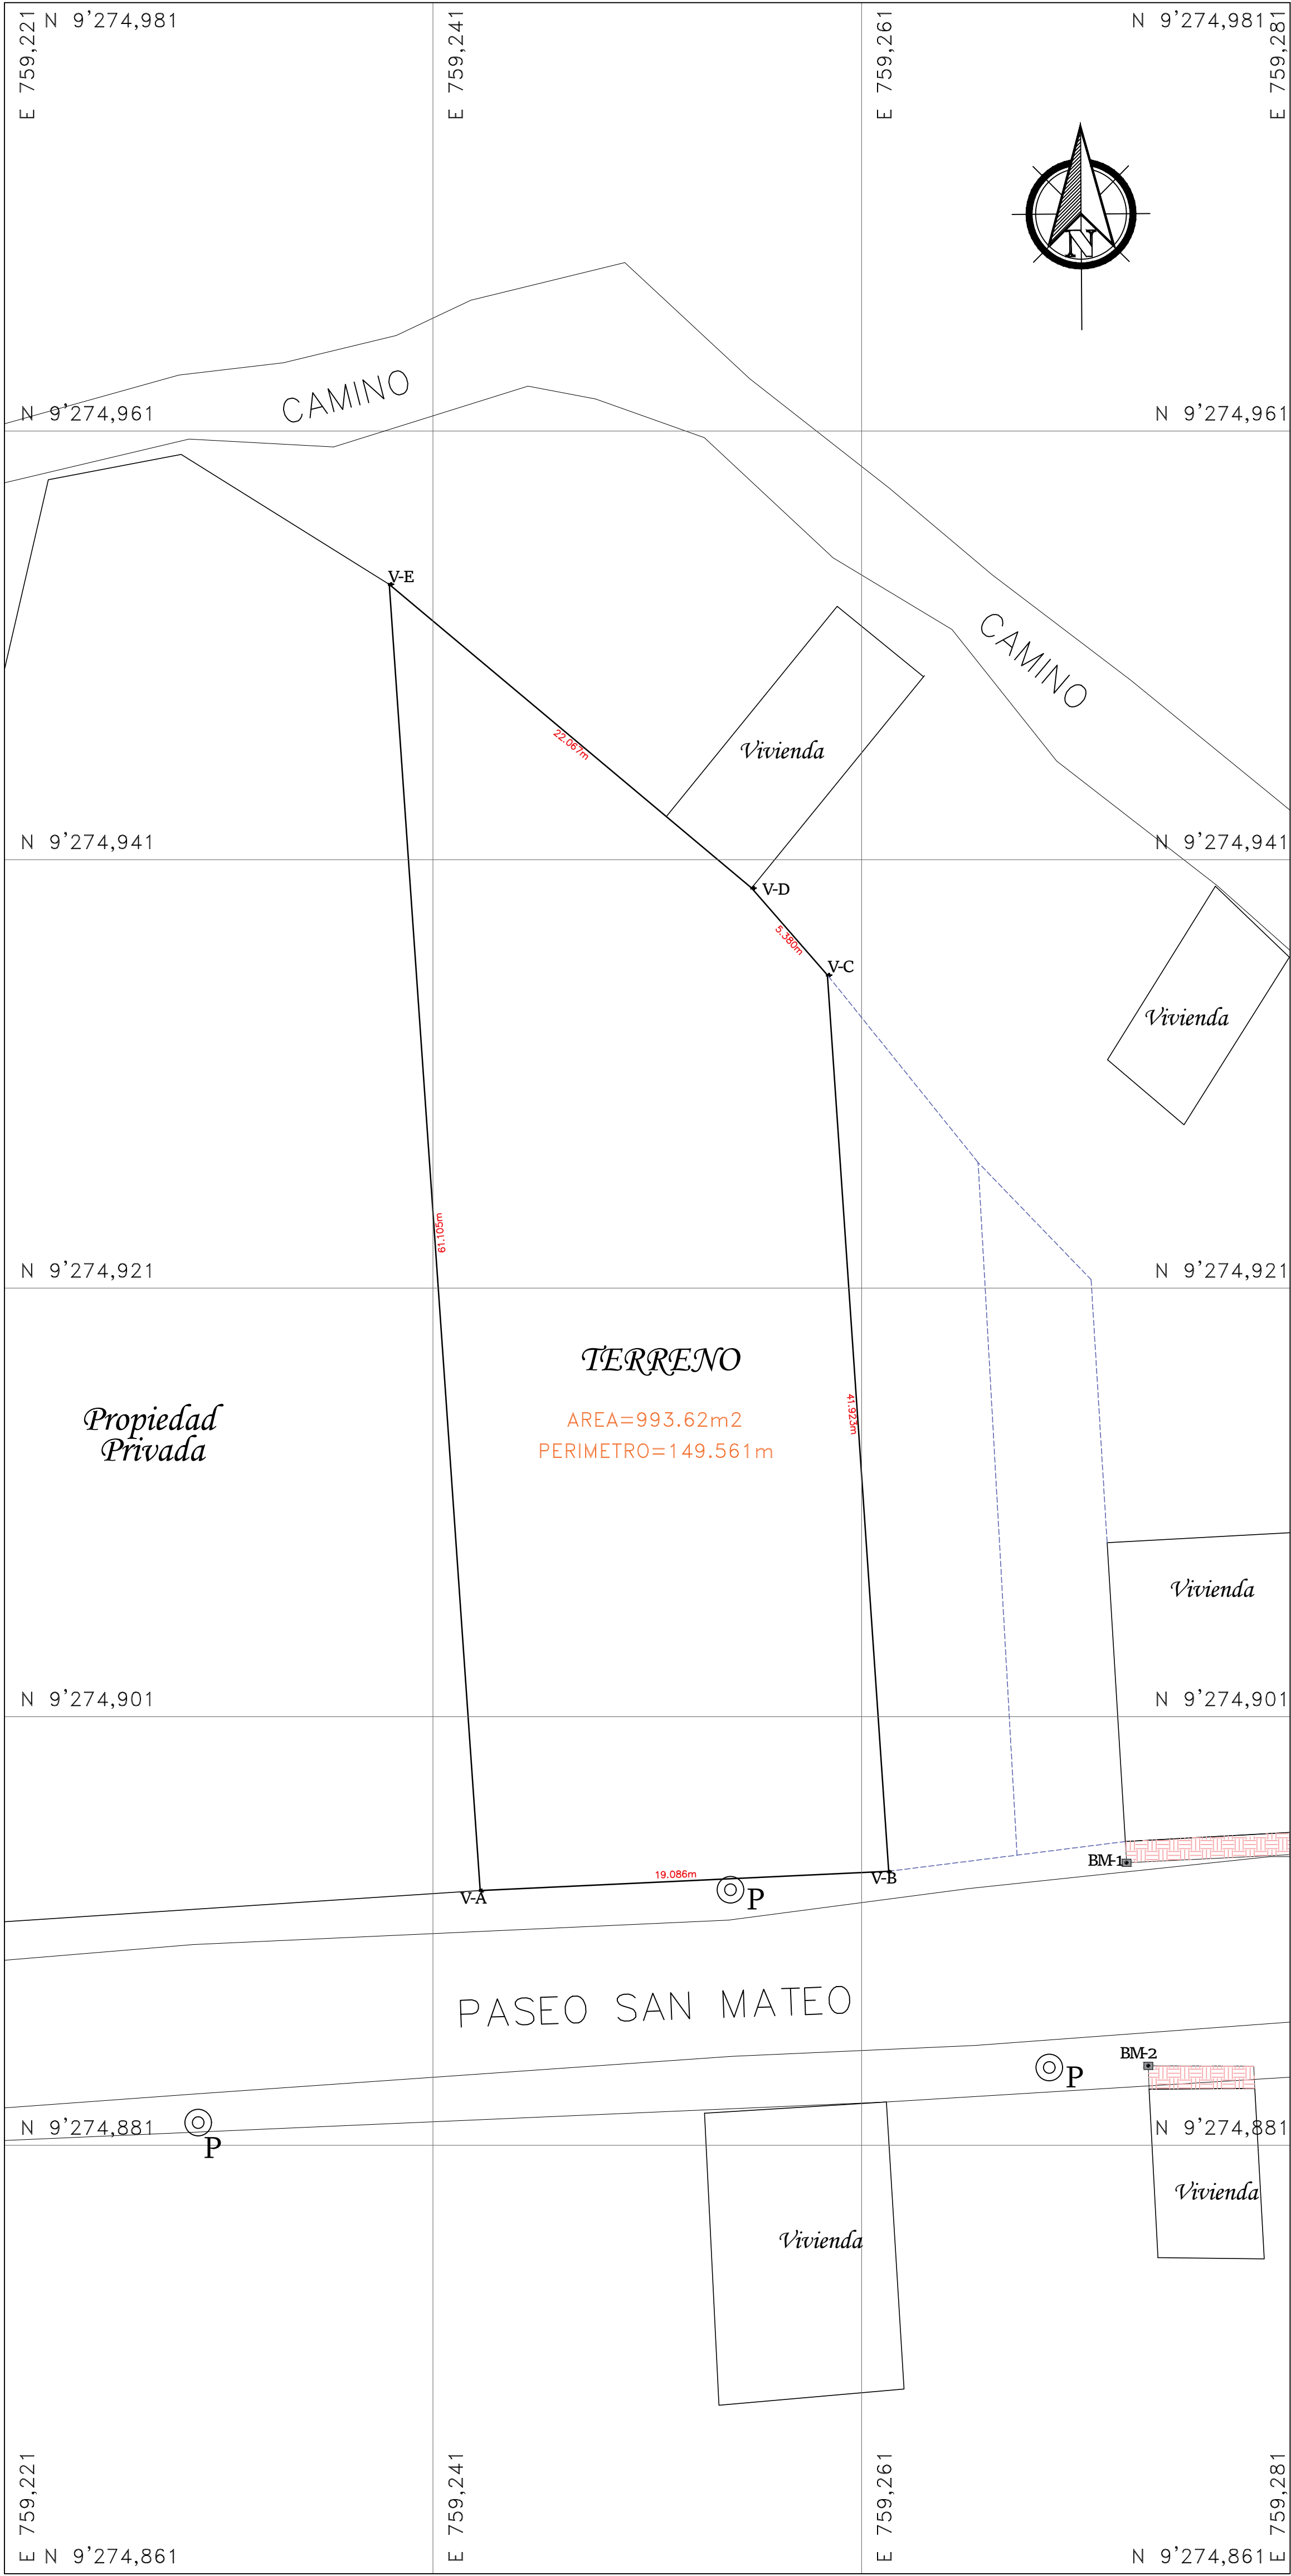 E 759,221
N 9'274,981
E 759,241
E 759,261
N 9'274,981
E 759,281
N
CAMINO
N 9'274,961
N 9'274,961
V-E
CAMINO
22.067m
Vivienda
N 9'274,941
N 9'274,941
V-D
5.380m
V-C
Vivienda
61.105m
N 9'274,921
N 9'274,921
TERRENO
AREA=993.62m2
PERIMETRO=149.561m
Propiedad
Privada
41.923m
Vivienda
N 9'274,901
N 9'274,901
BM-1
19.086m
V-A
V-B
P
PASEO SAN MATEO
BM-2
P
N 9'274,881
P
N 9'274,881
Vivienda
Vivienda
E 759,221
N 9'274,861
E 759,241
E 759,261
N 9'274,861
E 759,281